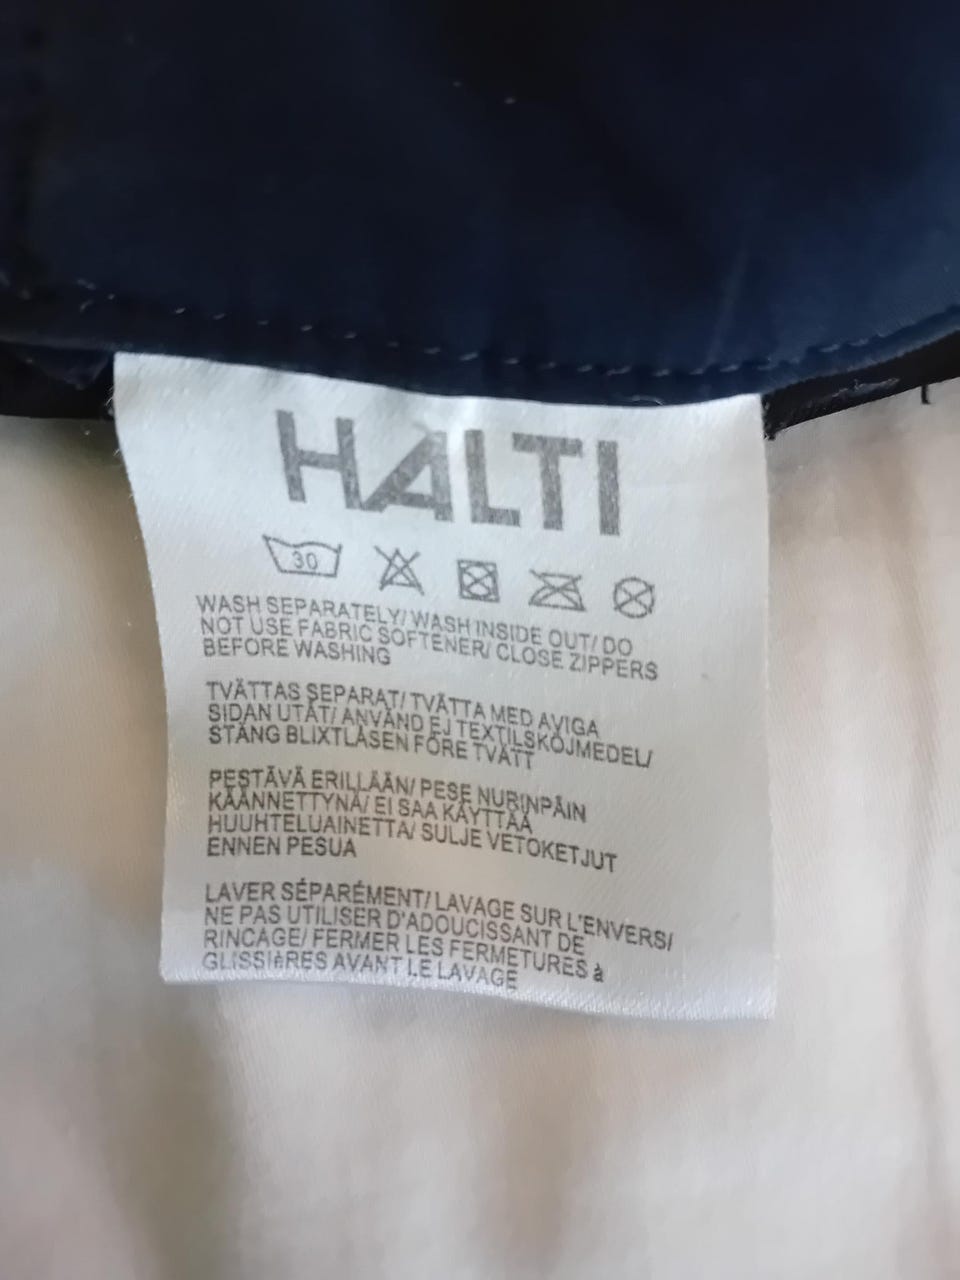 HALTI
30
WASH SEPARATELY/ WASH INSIDE OUT/ DO
NOT USE FABRIC SOFTENER/ CLOSE ZIPPERS
BEFORE WASHING
TVÄTTAS SEPARAT/ TVÄTTA MED AVIGA
SIDAN UTÅT/ ANVÄND EJ TEXTILSKÖJMEDEL/
STÄNG BLIXTLÅSEN FÖRE TVÄTT
PESTÄVÄ ERILLÄÄN/ PESE NURINPÄIN
KÄÄNNETTYNÄ/ EI SAA KÄYTTÄÄ
HUUHTELUAINETTA/ SULJE VETOKETJUT
ENNEN PESUA
LAVER SÉPARÉMENT/ LAVAGE SUR L'ENVERS/
NE PAS UTILISER D'ADOUCISSANT DE
RINCAGE/ FERMER LES FERMETURES à
GLISSIèRES AVANT LE LAVAGE